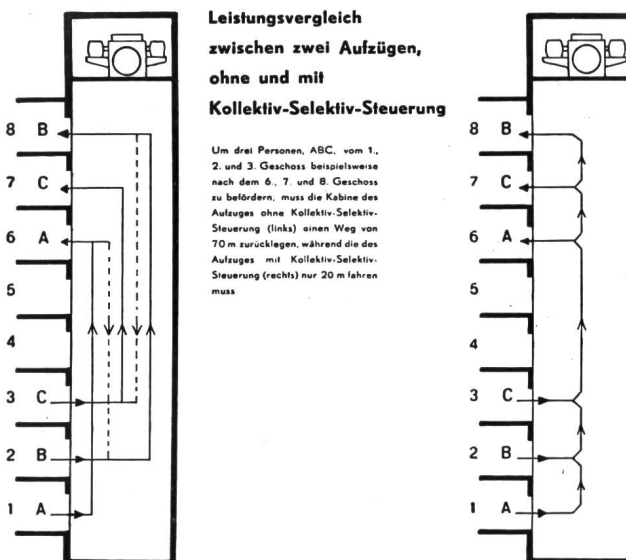 Leistungsvergleich
zwischen zwei Aufzügen,
ohne und mit
Kollektiv-Selektiv-Steuerung
Um drei Personen, ABC, vom 1.,
2. und 3. Geschoss beispielsweise
nach dem 6., 7. und 8. Geschoss
zu befördern, muss die Kabine des
Aufzuges ohne Kollektiv-Selektiv-
Steuerung (links) einen Weg von
70 m zurücklegen, während die des
Aufzuges mit Kollektiv-Selektiv-
Steuerung (rechts) nur 20 m fahren
muss
8 B
7 C
6 A
5
4
3 C
2 B
1 A
8 B
7 C
6 A
5
4
3 C
2 B
1 A